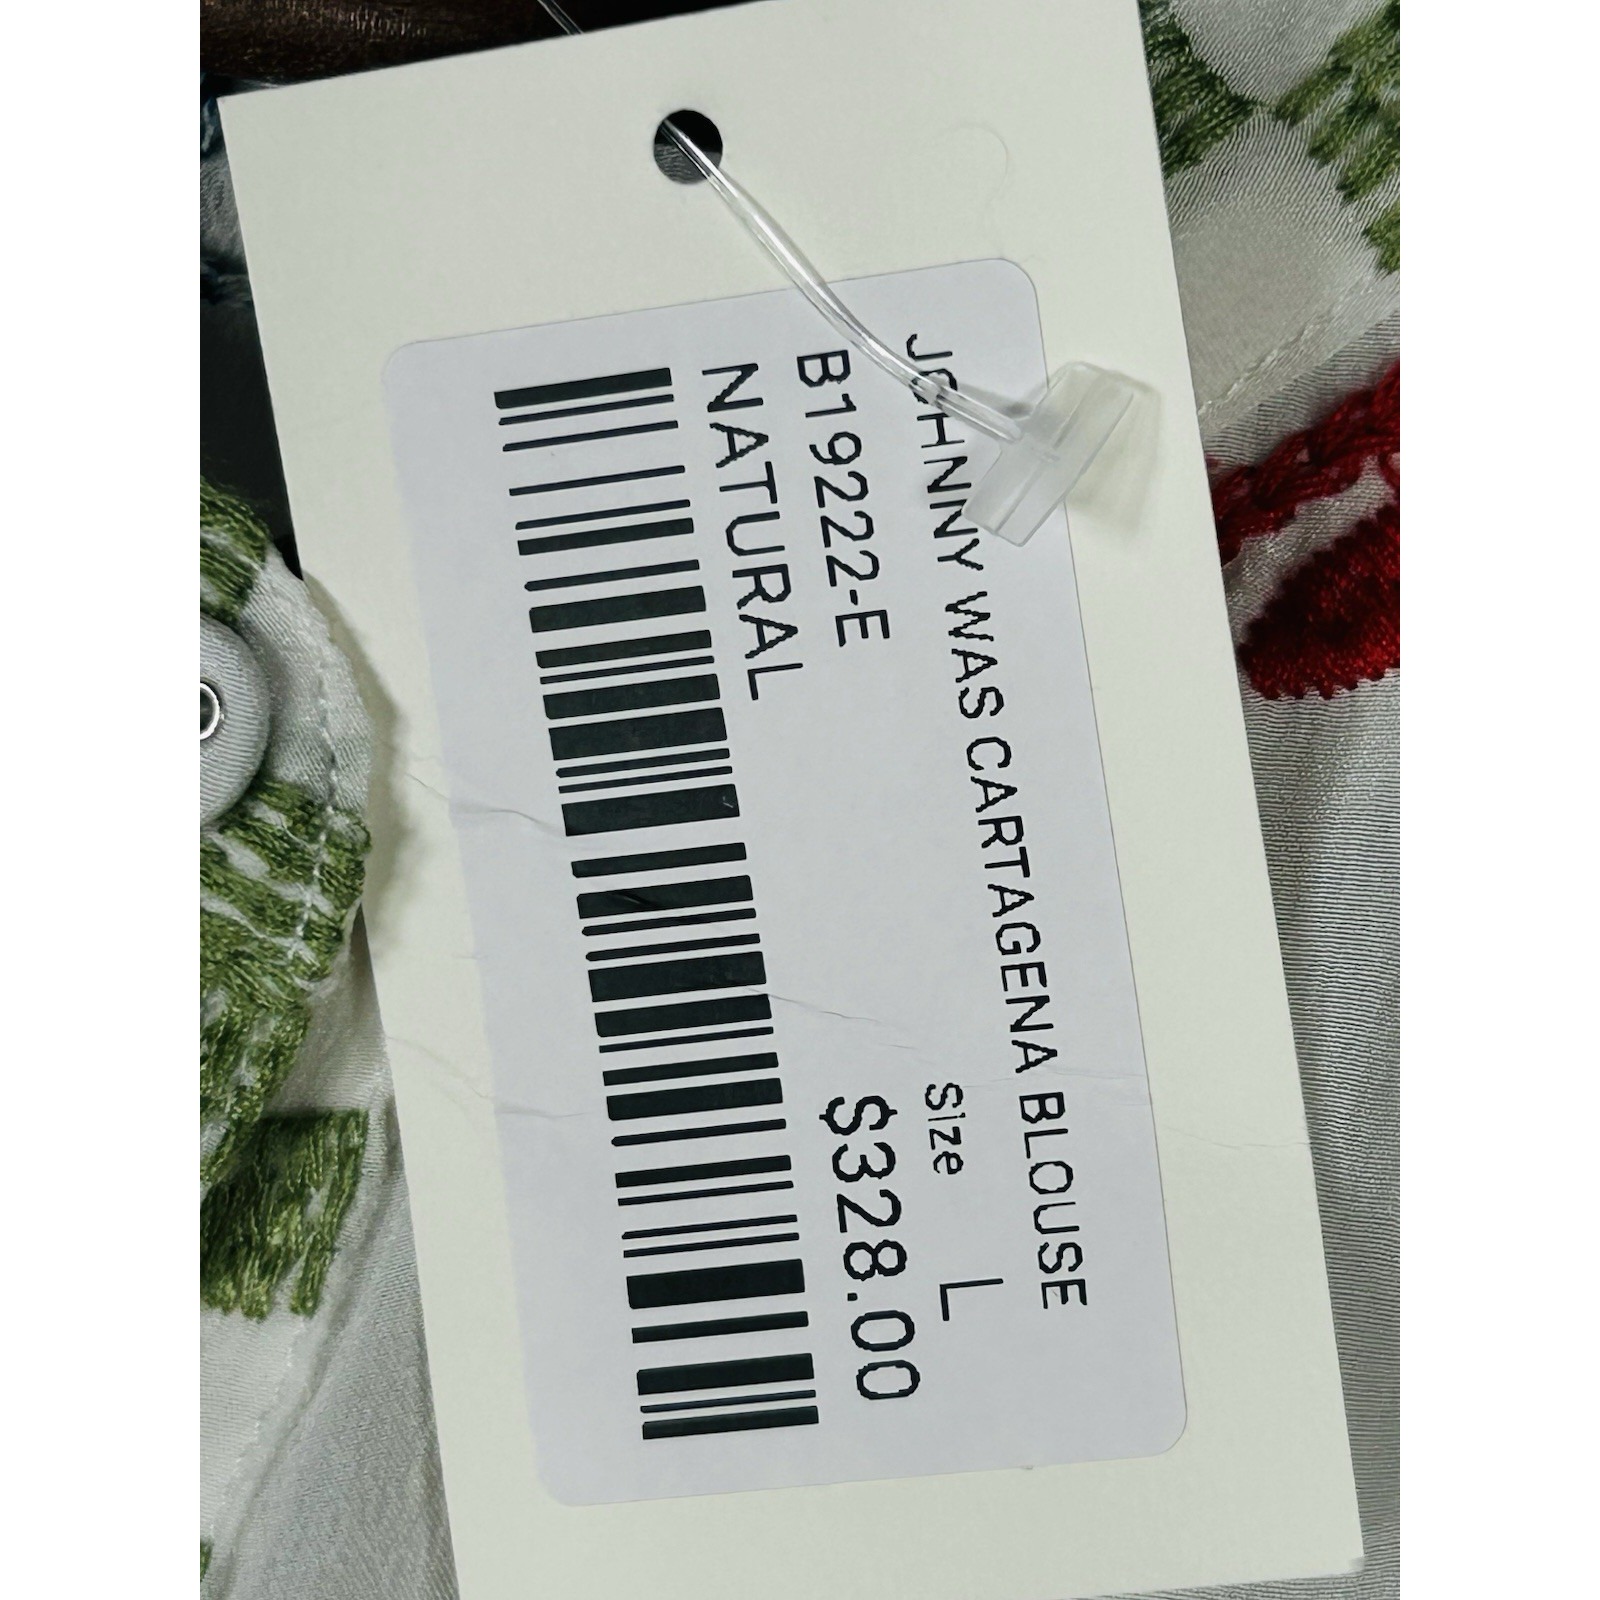 JOHNNY WAS CARTAGENA BLOUSE
B19222-E
Size L
NATURAL
$328.00